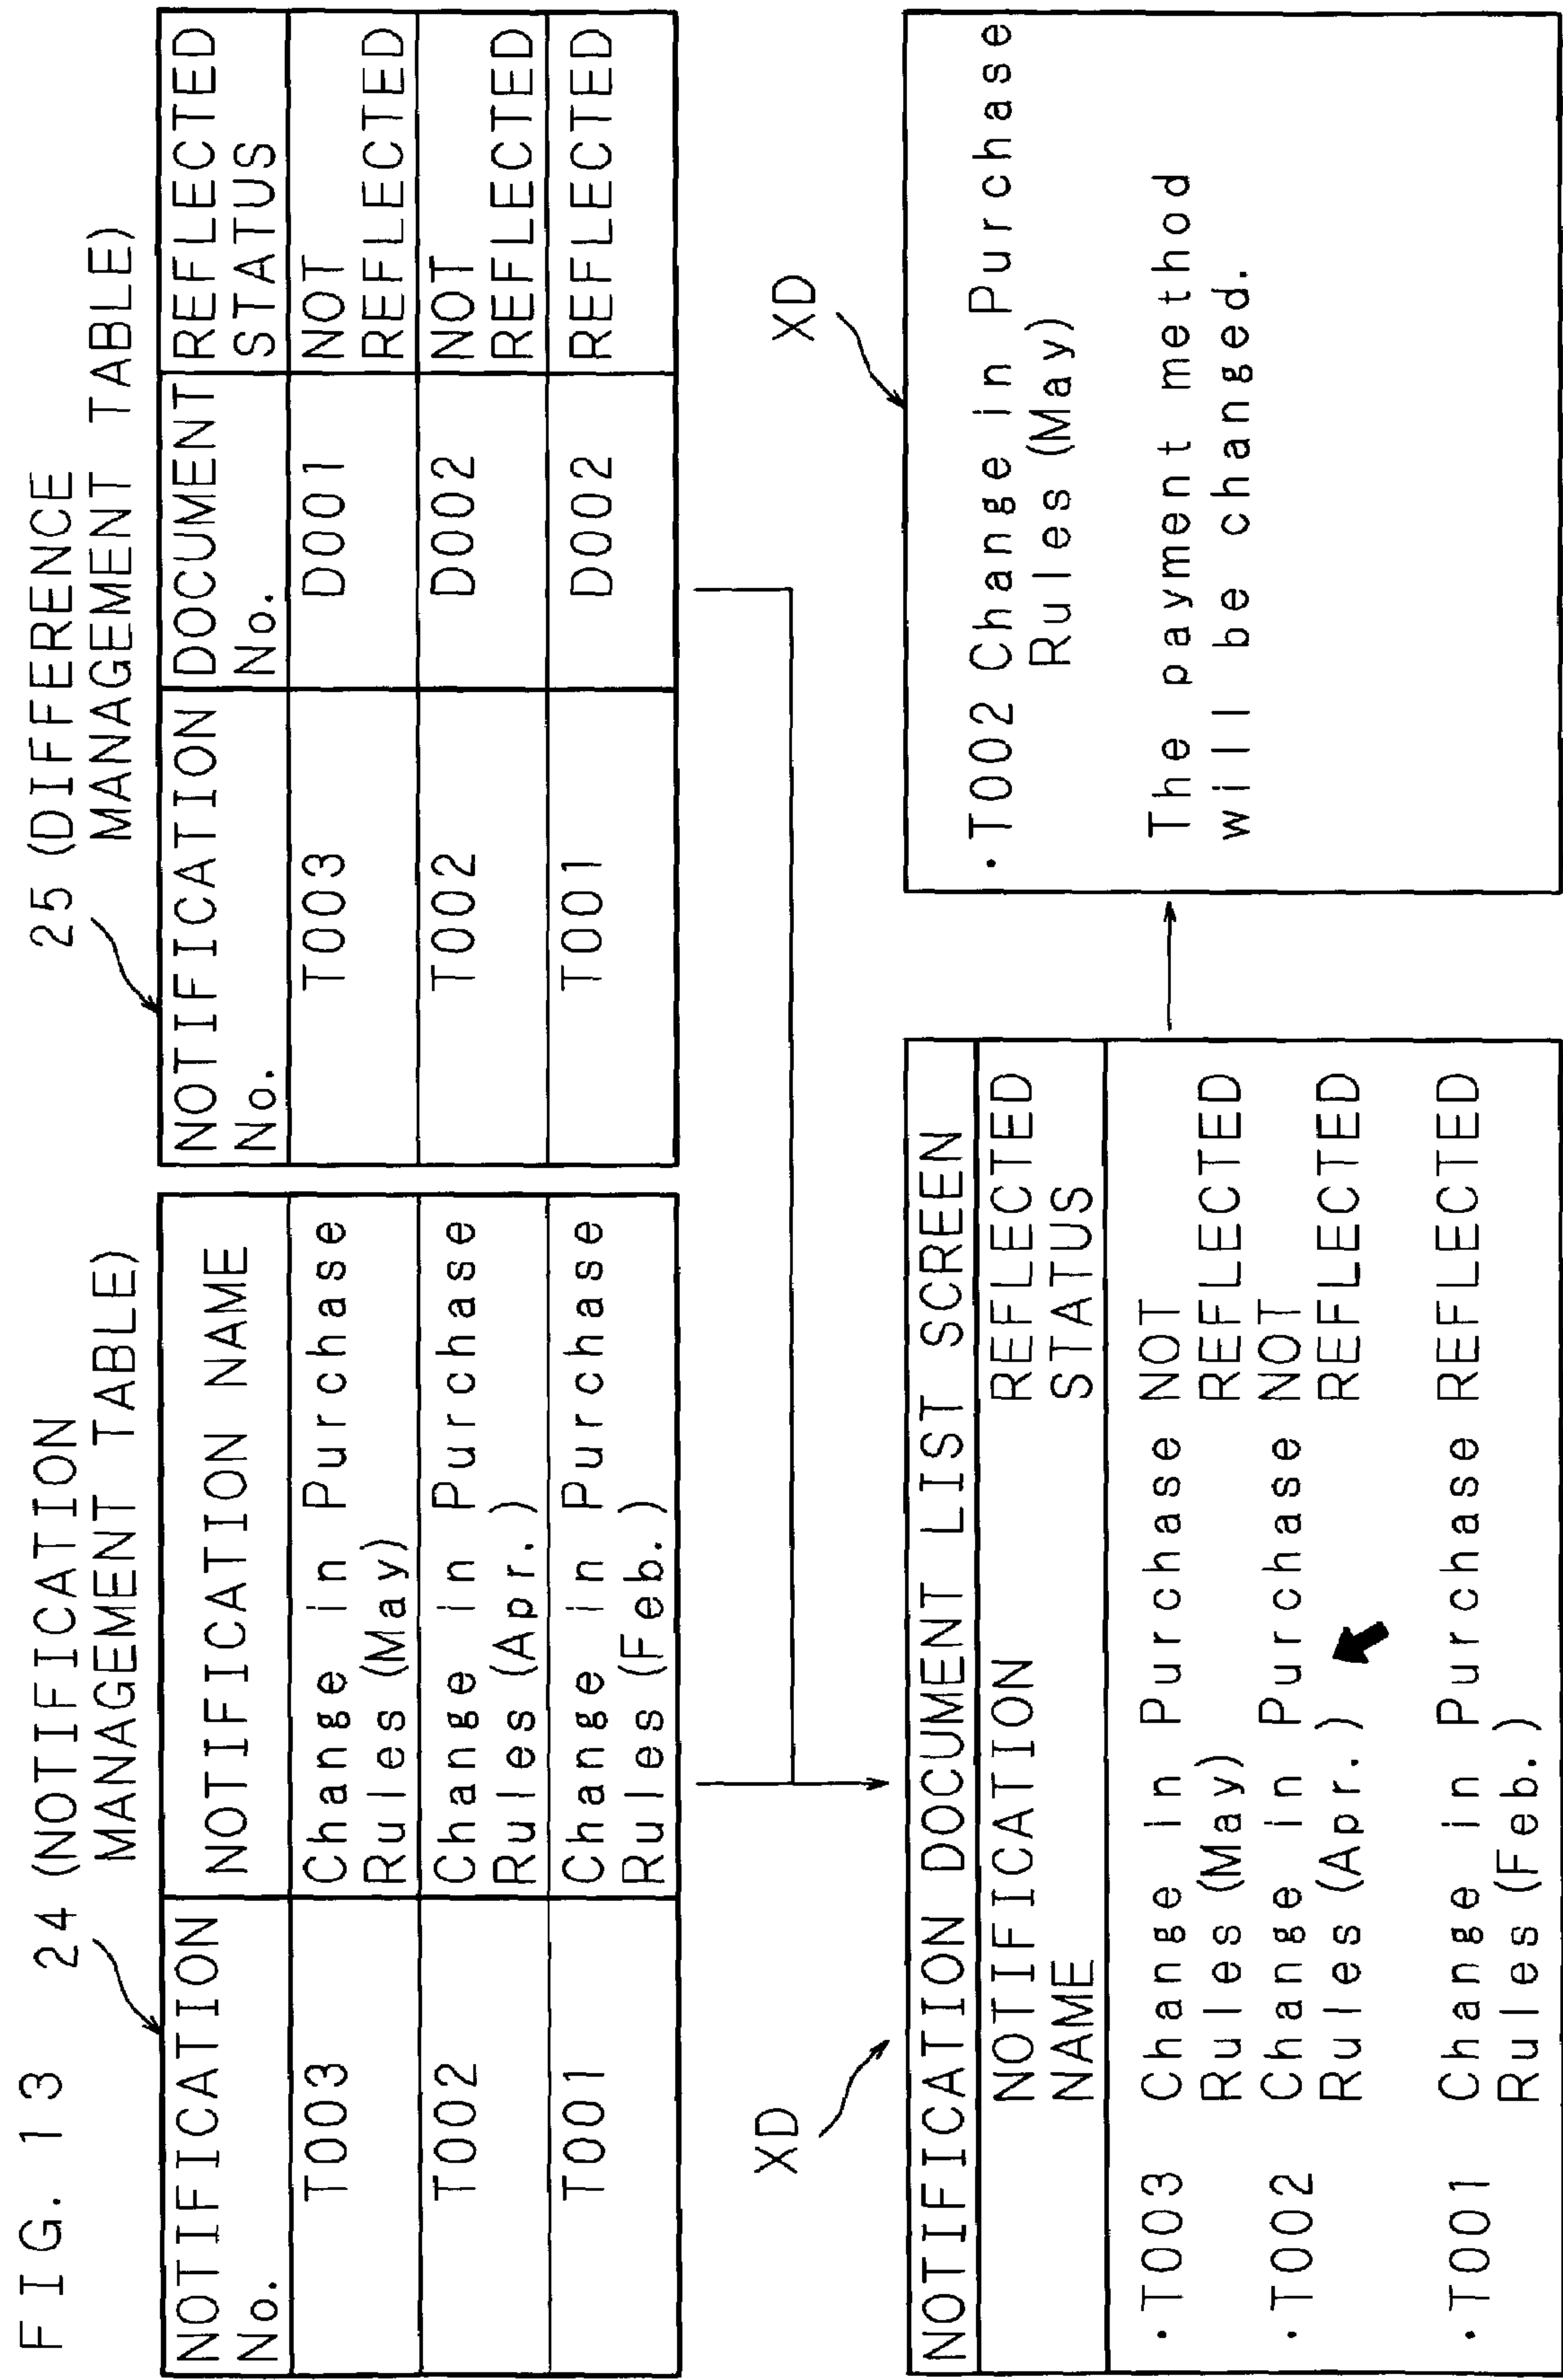 FIG. 13
24 (NOTIFICATION
MANAGEMENT TABLE)
NOTIFICATION
No.
NOTIFICATION NAME
T003
Change in Purchase
Rules (May)
T002
Change in Purchase
Rules (Apr.)
T001
Change in Purchase
Rules (Feb.)
25 (DIFFERENCE
MANAGEMENT TABLE)
NOTIFICATION
No.
DOCUMENT
No.
REFLECTED
STATUS
T003
D001
NOT
REFLECTED
T002
D002
NOT
REFLECTED
T001
D002
REFLECTED
XD
NOTIFICATION DOCUMENT LIST SCREEN
NOTIFICATION
NAME
REFLECTED
STATUS
·T003 Change in Purchase NOT
Rules (May) REFLECTED
·T002 Change in Purchase NOT
Rules (Apr.) REFLECTED
·T001 Change in Purchase REFLECTED
Rules (Feb.)
XD
·T002 Change in Purchase
Rules (May)
The payment method
will be changed.